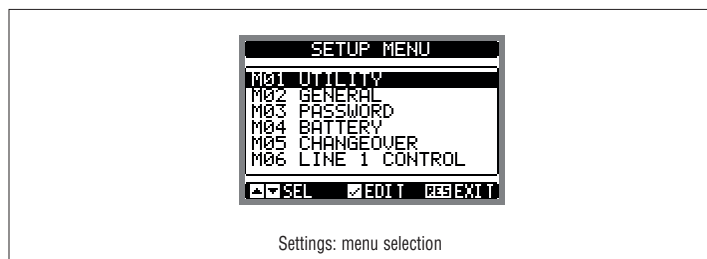 SETUP MENU
M01 UTILITY
M02 GENERAL
M03 PASSWORD
M04 BATTERY
M05 CHANGEOVER
M06 LINE 1 CONTROL
▲▼SEL ✓EDIT RES EXIT
Settings: menu selection